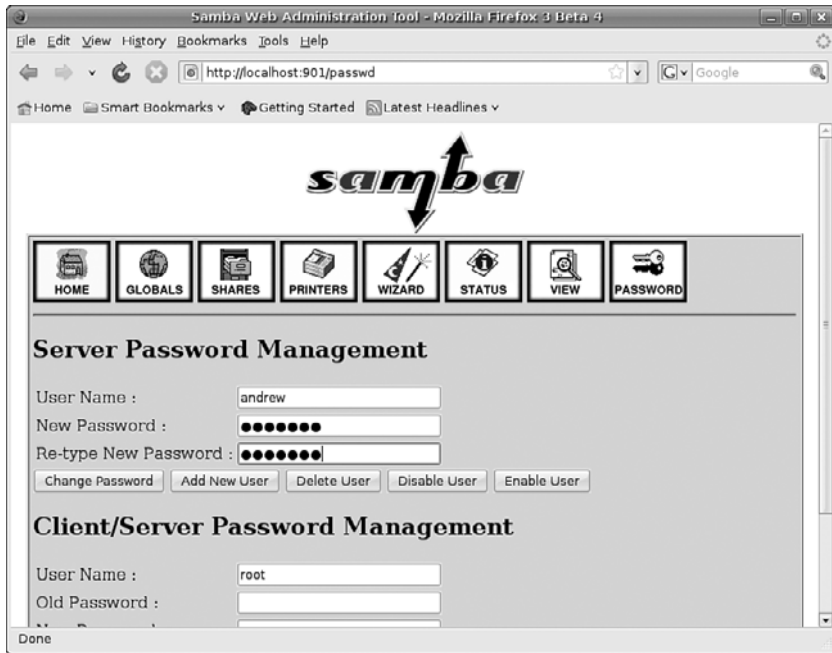 Samba Web Administration Tool - Mozilla Firefox 3 Beta 4
File Edit View History Bookmarks Tools Help
http://localhost:901/passwd
G Google
Home Smart Bookmarks Getting Started Latest Headlines
samba
HOME GLOBALS SHARES PRINTERS WIZARD STATUS VIEW PASSWORD
Server Password Management
User Name : andrew
New Password : ●●●●●●●
Re-type New Password : ●●●●●●●
Change Password Add New User Delete User Disable User Enable User
Client/Server Password Management
User Name : root
Old Password :
Done